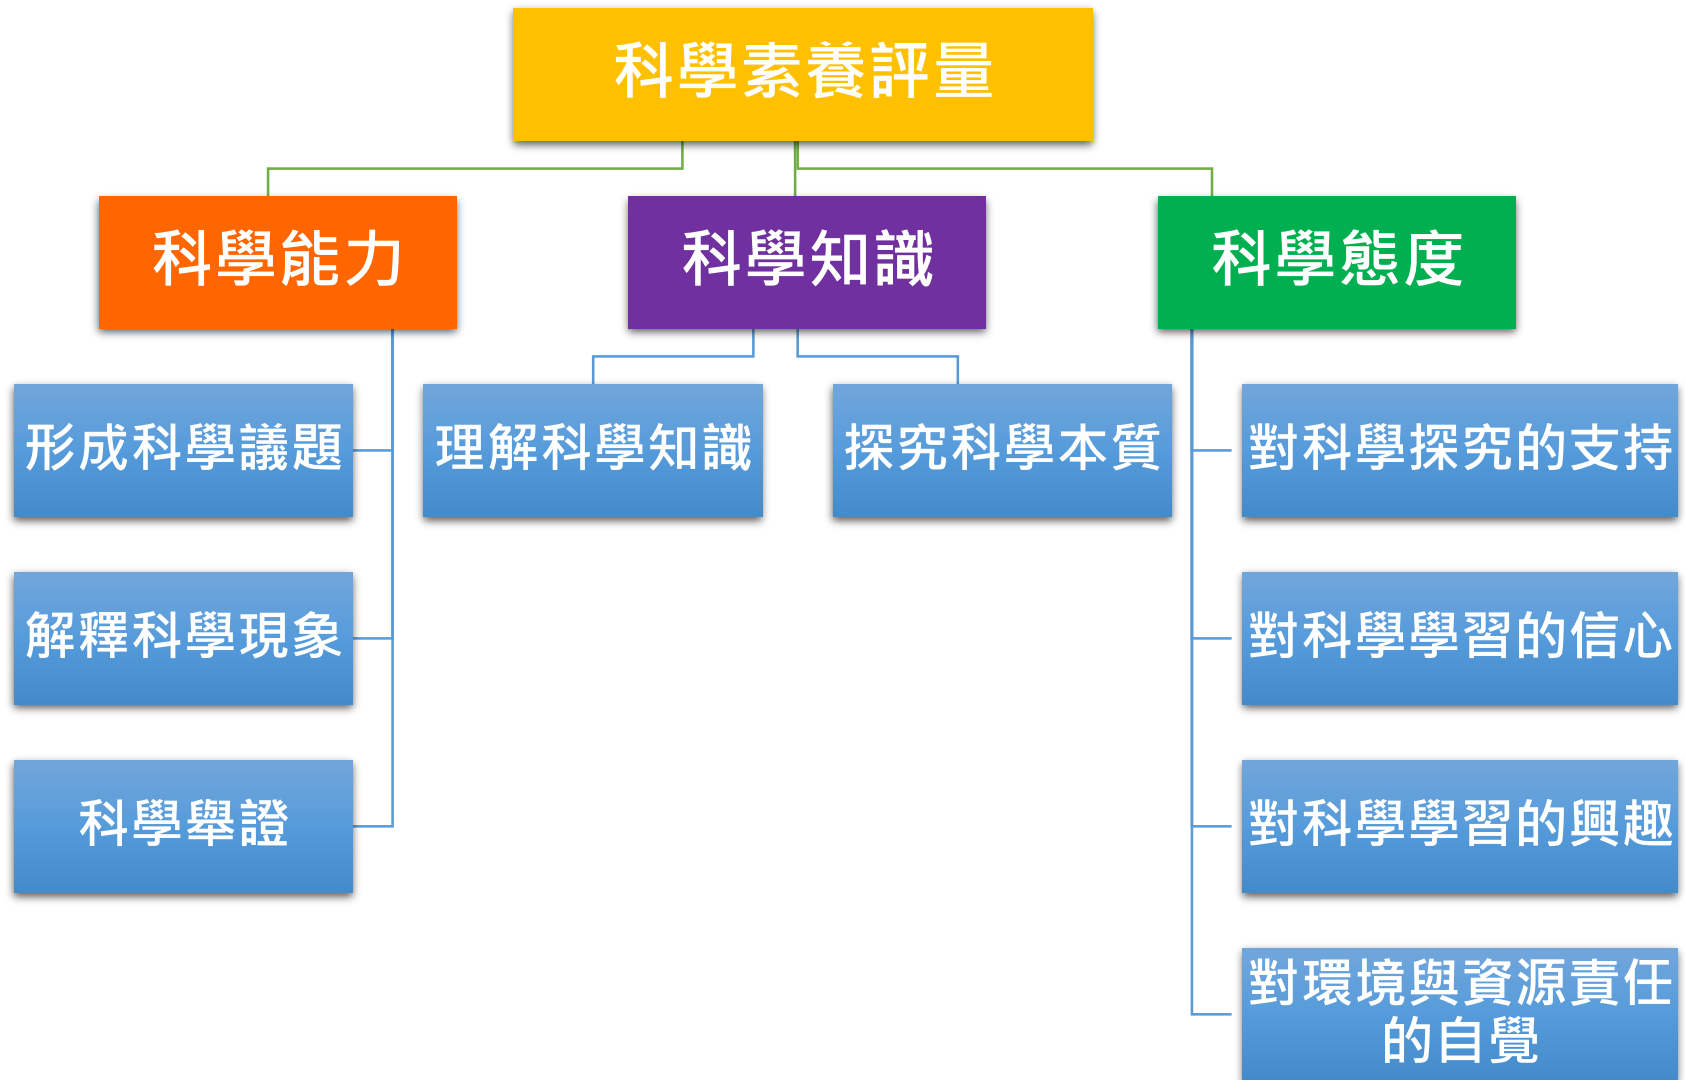 科學素養評量
科學能力
科學知識
科學態度
形成科學議題
理解科學知識
探究科學本質
對科學探究的支持
解釋科學現象
對科學學習的信心
科學舉證
對科學學習的興趣
對環境與資源責任
的自覺